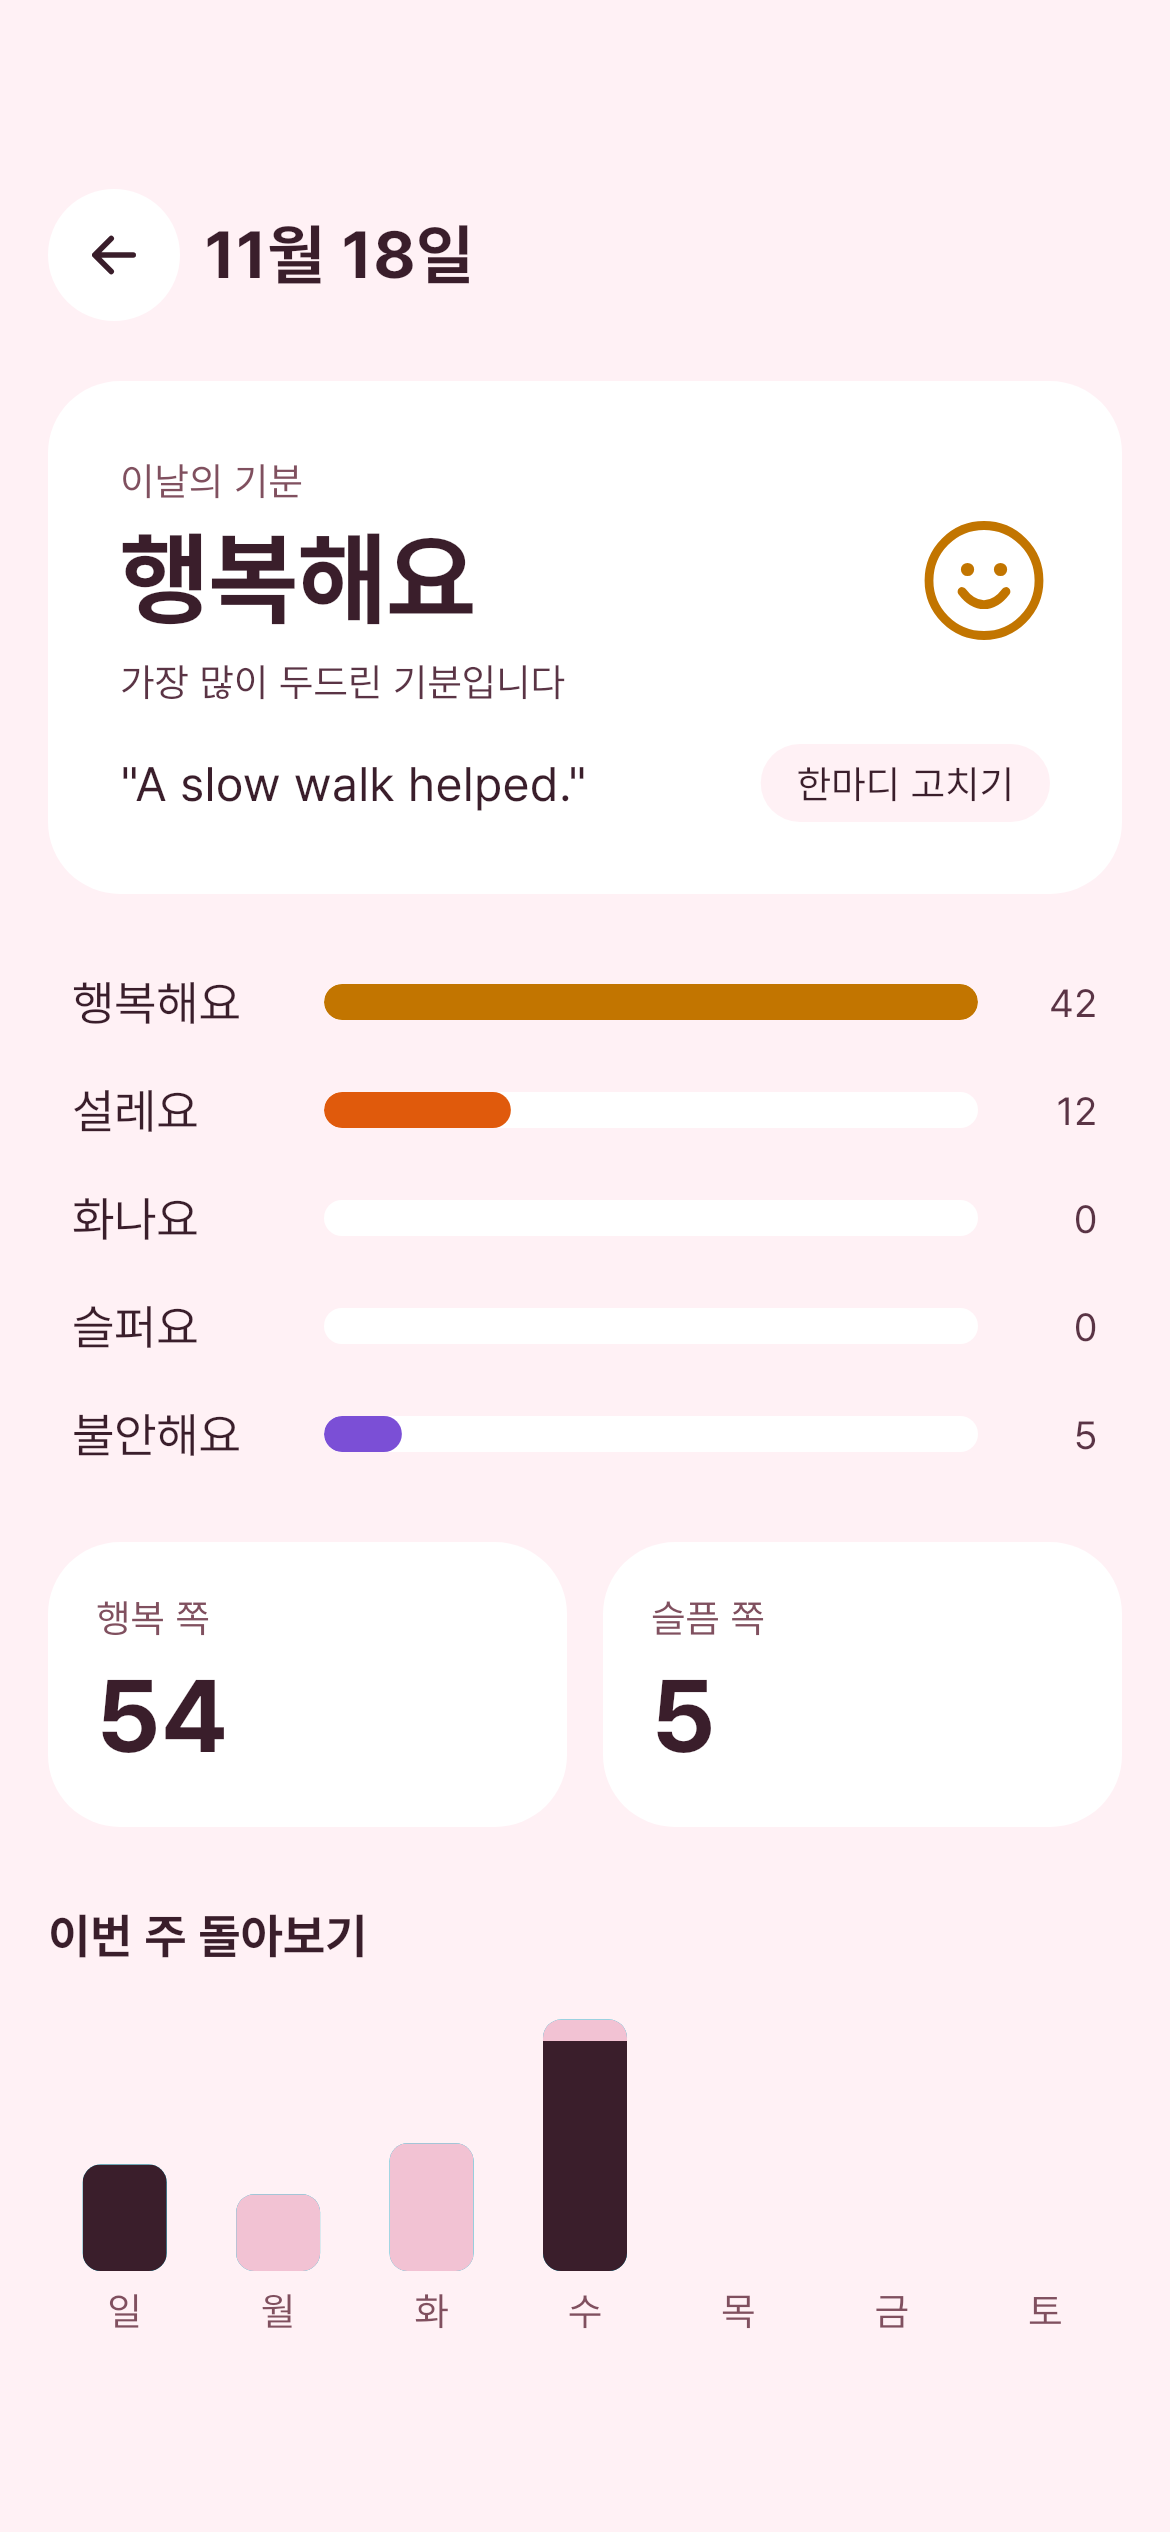 11월 18일
이날의 기분
행복해요
가장 많이 두드린 기분입니다
"A slow walk helped."
한마디 고치기
행복해요 42
설레요 12
화나요 0
슬퍼요 0
불안해요 5
행복 쪽
54
슬픔 쪽
5
이번 주 돌아보기
일 월 화 수 목 금 토